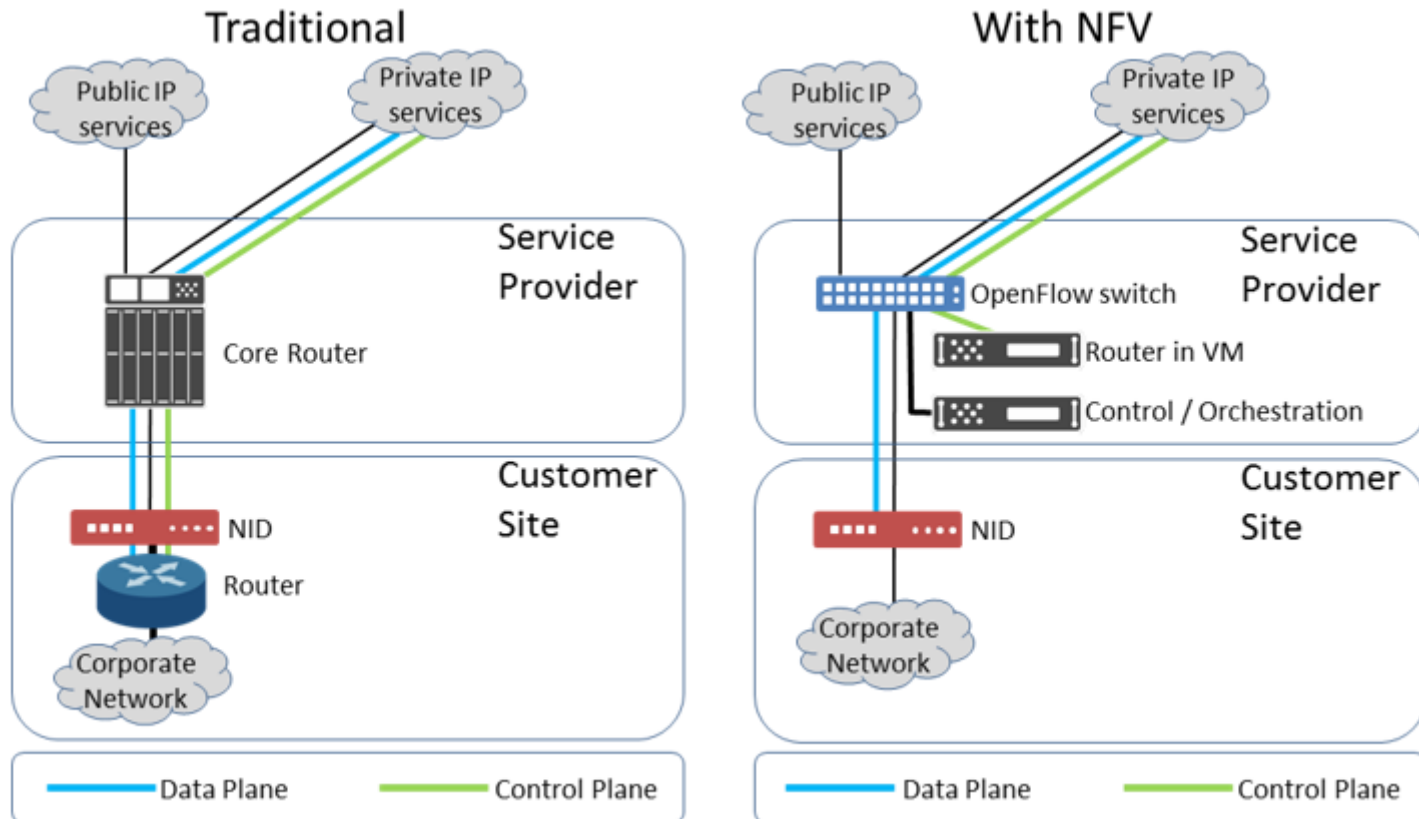 Traditional
Public IP
services
Private IP
services
Service
Provider
Core Router
Customer
Site
NID
Router
Corporate
Network
Data Plane
Control Plane
With NFV
Public IP
services
Private IP
services
Service
Provider
OpenFlow switch
Router in VM
Control / Orchestration
Customer
Site
NID
Corporate
Network
Data Plane
Control Plane